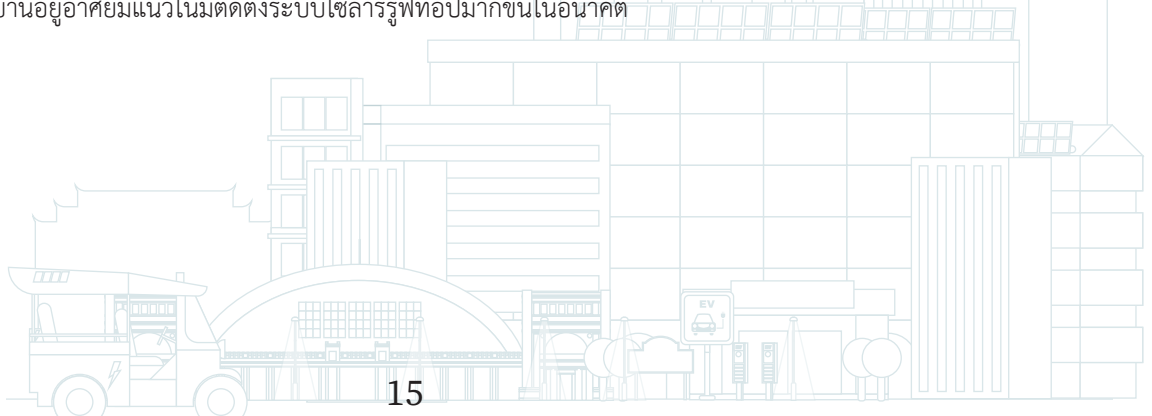 บ้านอยู่อาศัยมีแนวโน้มติดตั้งระบบโซลาร์รูฟท็อปมากขึ้นในอนาคต
EV
15